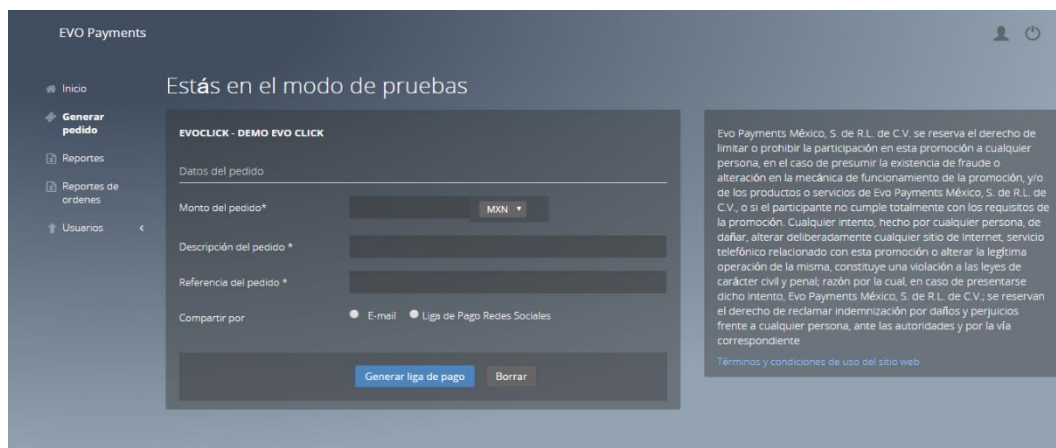 EVO Payments
Inicio
Generar
pedido
Reportes
Reportes de
ordenes
Usuarios
Estás en el modo de pruebas
EVOCLICK - DEMO EVO CLICK
Datos del pedido
Monto del pedido*
MXN
Descripción del pedido *
Referencia del pedido *
Compartir por
E-mail
Liga de Pago Redes Sociales
Generar liga de pago
Borrar
Evo Payments México, S. de R.L. de C.V. se reserva el derecho de
limitar o prohibir la participación en esta promoción a cualquier
persona, en el caso de presumir la existencia de fraude o
alteración en la mecánica de funcionamiento de la promoción, y/o
de los productos o servicios de Evo Payments México, S. de R.L. de
C.V., o si el participante no cumple totalmente con los requisitos de
la promoción. Cualquier intento, hecho por cualquier persona, de
dañar, alterar deliberadamente cualquier sitio de Internet, servicio
telefónico relacionado con esta promoción o alterar la legítima
operación de la misma, constituye una violación a las leyes de
carácter civil y penal; razón por la cual, en caso de presentarse
dicho intento, Evo Payments México, S. de R.L. de C.V.; se reservan
el derecho de reclamar indemnización por daños y perjuicios
frente a cualquier persona, ante las autoridades y por la vía
correspondiente
Términos y condiciones de uso del sitio web